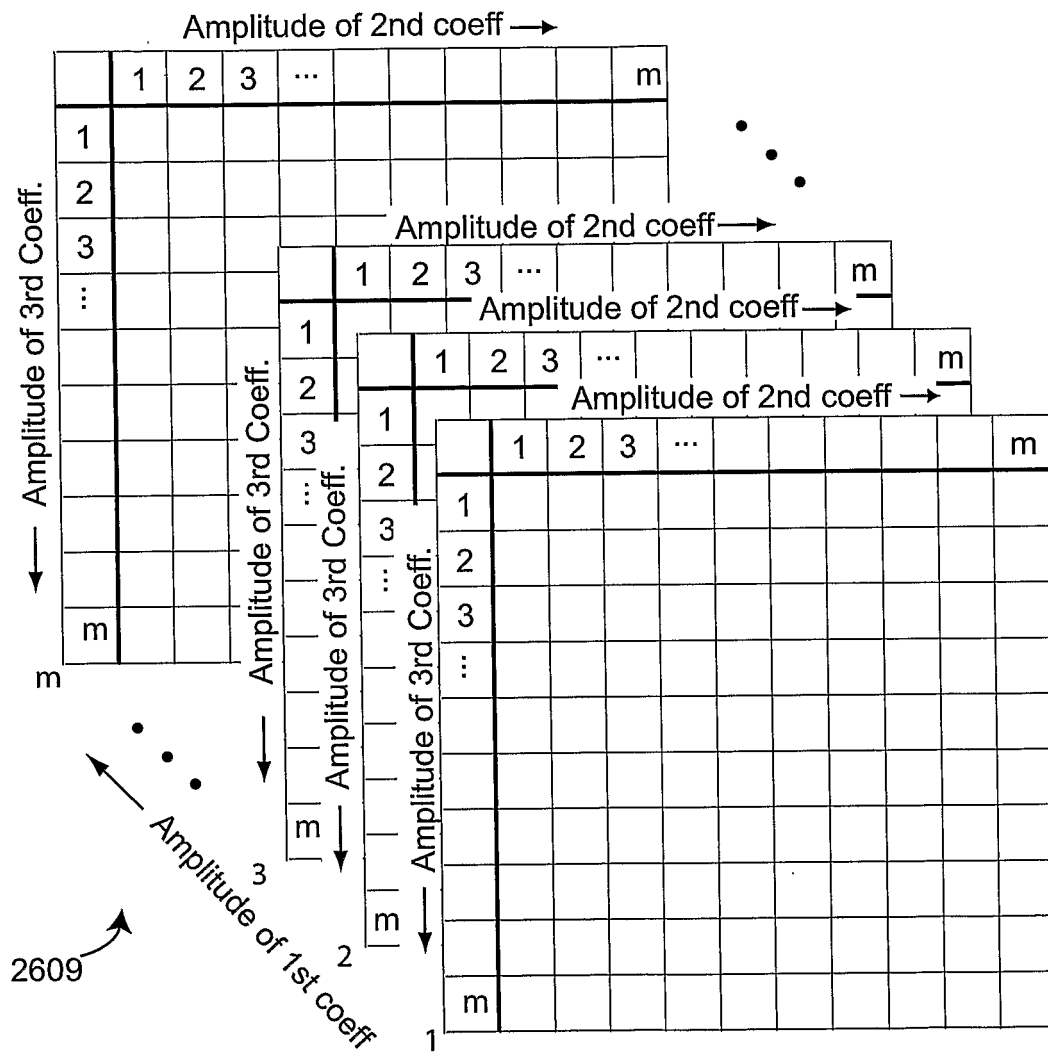 Amplitude of 2nd coeff
1 2 3 ... m
1
2
3
...
m
Amplitude of 3rd Coeff.
m
Amplitude of 2nd coeff
1 2 3 ... m
1
2
3
...
m
Amplitude of 3rd Coeff.
3
Amplitude of 2nd coeff
1 2 3 ... m
1
2
3
...
m
Amplitude of 3rd Coeff.
2
Amplitude of 2nd coeff
1 2 3 ... m
1
2
3
...
m
Amplitude of 3rd Coeff.
1
Amplitude of 1st coeff
2609